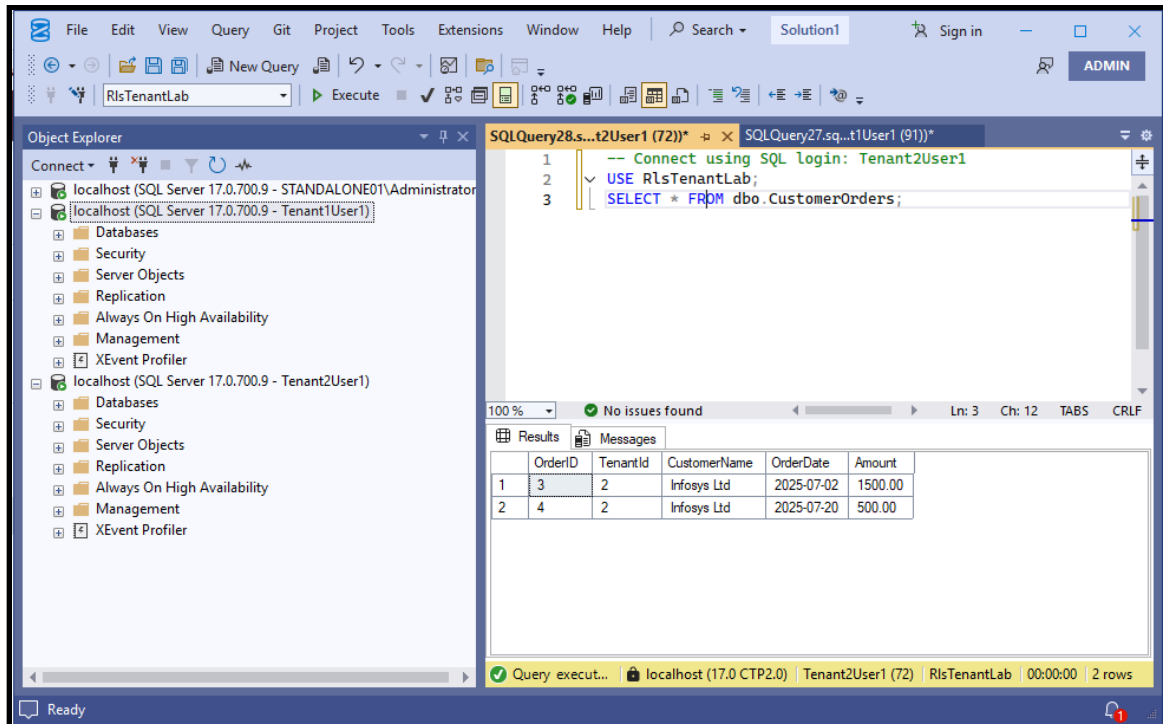 File Edit View Query Git Project Tools Extensions Window Help Search Solution1 Sign in
New Query ADMIN
RlsTenantLab Execute
Object Explorer
Connect
localhost (SQL Server 17.0.700.9 - STANDALONE01\Administrator
localhost (SQL Server 17.0.700.9 - Tenant1User1)
Databases
Security
Server Objects
Replication
Always On High Availability
Management
XEvent Profiler
localhost (SQL Server 17.0.700.9 - Tenant2User1)
Databases
Security
Server Objects
Replication
Always On High Availability
Management
XEvent Profiler
SQLQuery28.s...t2User1 (72))* SQLQuery27.sq...t1User1 (91))*
1 -- Connect using SQL login: Tenant2User1
2 USE RlsTenantLab;
3 SELECT * FROM dbo.CustomerOrders;
100 % No issues found Ln: 3 Ch: 12 TABS CRLF
Results Messages
OrderID TenantId CustomerName OrderDate Amount
1 3 2 Infosys Ltd 2025-07-02 1500.00
2 4 2 Infosys Ltd 2025-07-20 500.00
Query execut... localhost (17.0 CTP2.0) Tenant2User1 (72) RlsTenantLab 00:00:00 2 rows
Ready 1